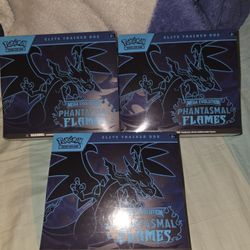 Pokémon
ELITE TRAINER BOX
MEGA EVOLUTION
PHANTASMAL
FLAMES
Pokémon
ELITE TRAINER BOX
MEGA EVOLUTION
PHANTASMAL
FLAMES
Pokémon
ELITE TRAINER BOX
MEGA EVOLUTION
PHANTASMAL
FLAMES